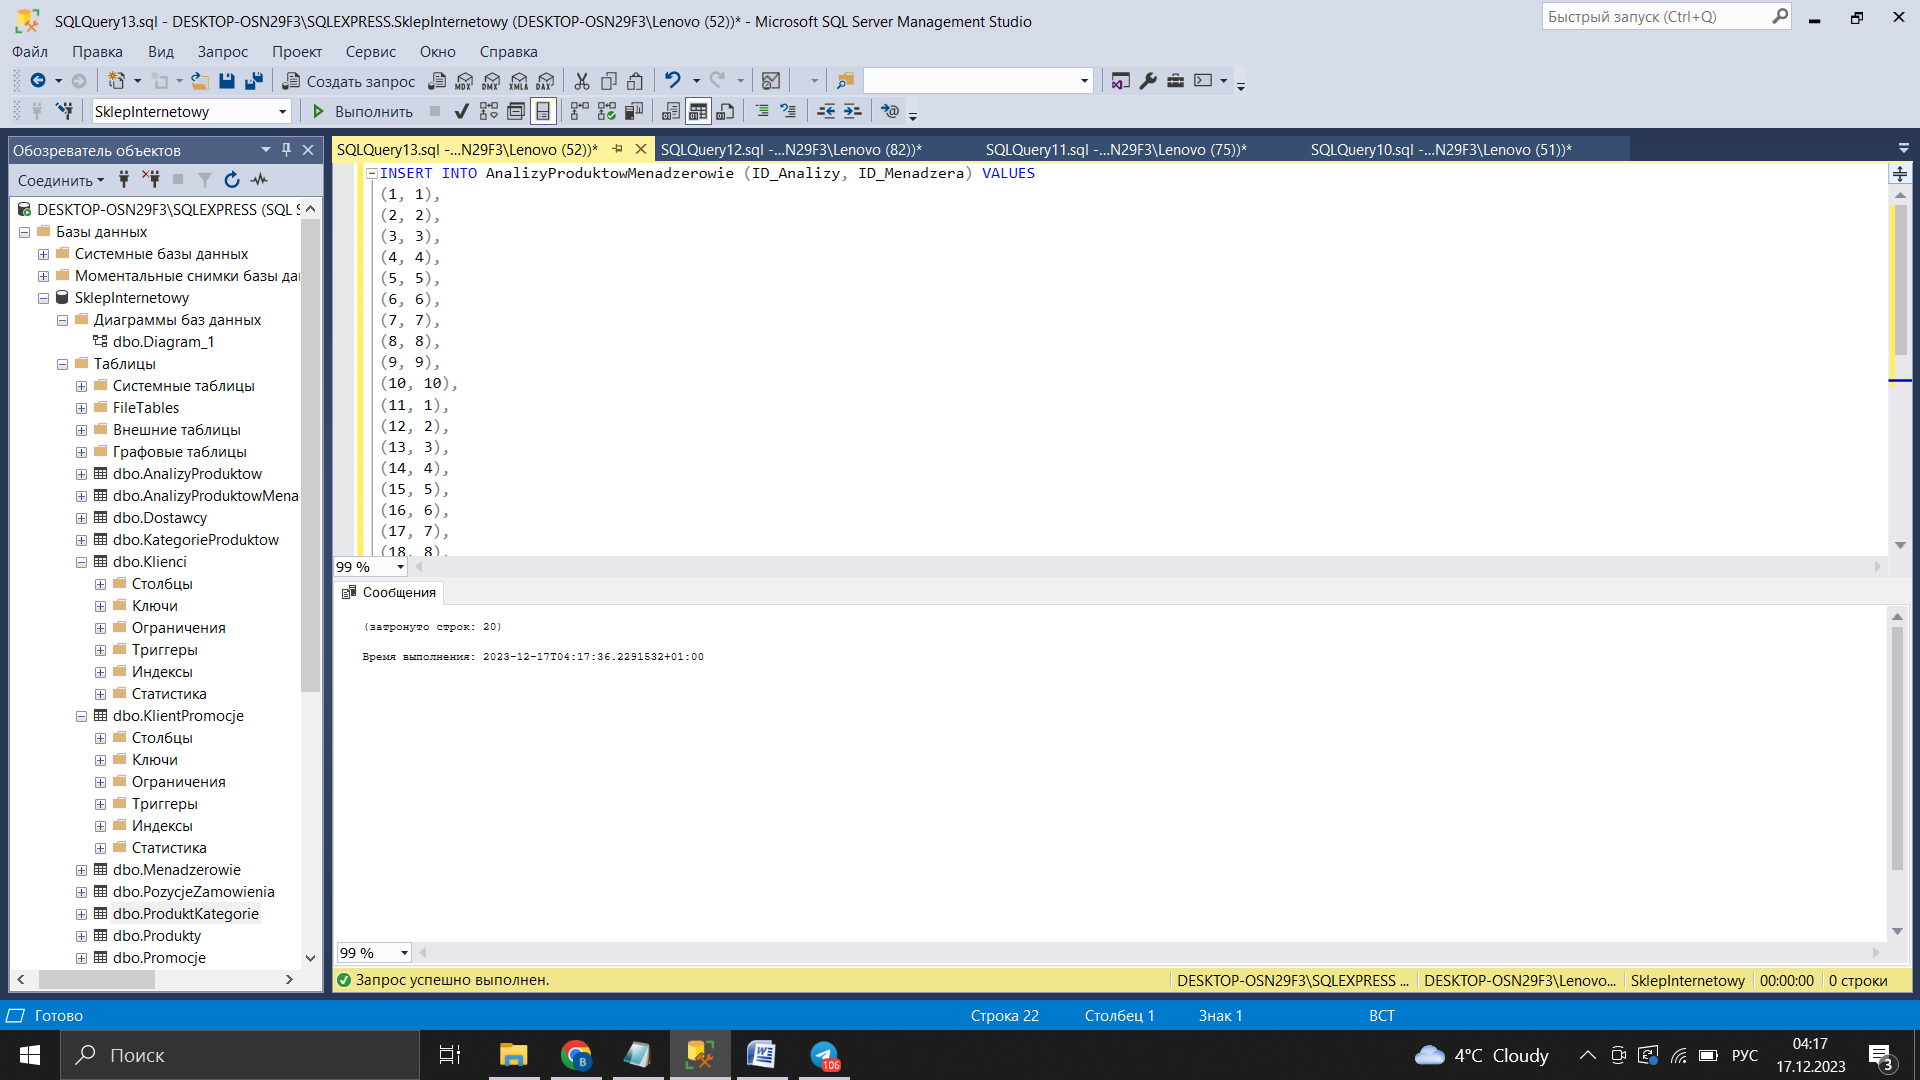 SQLQuery13.sql - DESKTOP-OSN29F3\SQLEXPRESS.SklepInternetowy (DESKTOP-OSN29F3\Lenovo (52))* - Microsoft SQL Server Management Studio
Быстрый запуск (Ctrl+Q)
Файл Правка Вид Запрос Проект Сервис Окно Справка
Создать запрос MDX DMX XMLA DAX
SklepInternetowy Выполнить
Обозреватель объектов
Соединить
DESKTOP-OSN29F3\SQLEXPRESS (SQL S
Базы данных
Системные базы данных
Моментальные снимки базы да
SklepInternetowy
Диаграммы баз данных
dbo.Diagram_1
Таблицы
Системные таблицы
FileTables
Внешние таблицы
Графовые таблицы
dbo.AnalizyProduktow
dbo.AnalizyProduktowMena
dbo.Dostawcy
dbo.KategorieProduktow
dbo.Klienci
Столбцы
Ключи
Ограничения
Триггеры
Индексы
Статистика
dbo.KlientPromocje
Столбцы
Ключи
Ограничения
Триггеры
Индексы
Статистика
dbo.Menadzerowie
dbo.PozycjeZamowienia
dbo.ProduktKategorie
dbo.Produkty
dbo.Promocje
SQLQuery13.sql -...N29F3\Lenovo (52))* SQLQuery12.sql -...N29F3\Lenovo (82))* SQLQuery11.sql -...N29F3\Lenovo (75))* SQLQuery10.sql -...N29F3\Lenovo (51))*
INSERT INTO AnalizyProduktowMenadzerowie (ID_Analizy, ID_Menadzera) VALUES
(1, 1),
(2, 2),
(3, 3),
(4, 4),
(5, 5),
(6, 6),
(7, 7),
(8, 8),
(9, 9),
(10, 10),
(11, 1),
(12, 2),
(13, 3),
(14, 4),
(15, 5),
(16, 6),
(17, 7),
(18, 8),
99 %
Сообщения
(затронуто строк: 20)
Время выполнения: 2023-12-17T04:17:36.2291532+01:00
99 %
Запрос успешно выполнен. DESKTOP-OSN29F3\SQLEXPRESS ... DESKTOP-OSN29F3\Lenovo... SklepInternetowy 00:00:00 0 строки
Готово Строка 22 Столбец 1 Знак 1 ВСТ
Поиск
106
4°C Cloudy
РУС
04:17
17.12.2023
3